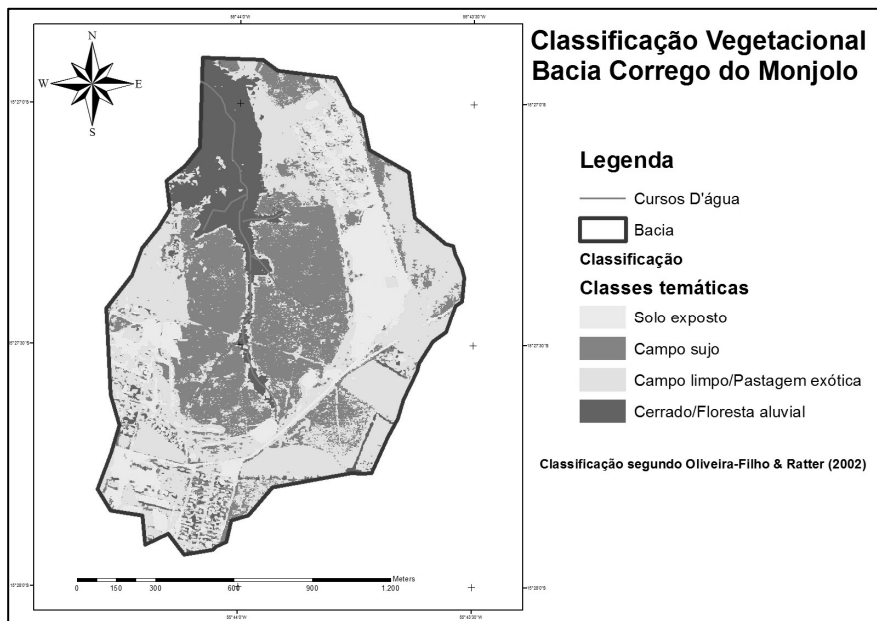 Classificação Vegetacional
Bacia Corrego do Monjolo
N
W
E
S
Legenda
Cursos D'água
Bacia
Classificação
Classes temáticas
Solo exposto
Campo sujo
Campo limpo/Pastagem exótica
Cerrado/Floresta aluvial
Classificação segundo Oliveira-Filho & Ratter (2002)
Meters
0 150 300 600 900 1.200